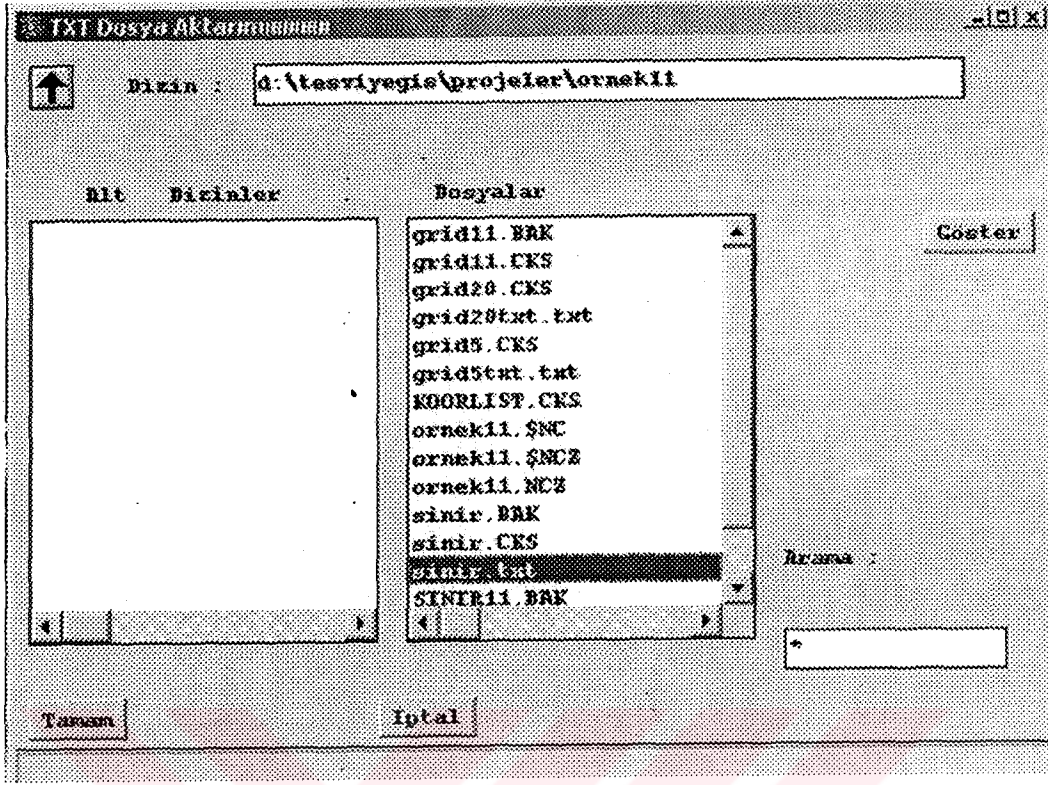 TXT Dosya
Dizin :
d:\tesviyegis\projeler\ornek11
Alt Dizinler :
Dosyalar
grid11.BAK
grid11.CKS
grid20.CKS
grid20txt.txt
grid5.CKS
grid5txt.txt
KOORLIST.CKS
ornek11.$NC
ornek11.$NCZ
ornek11.NCZ
sinir.BAK
sinir.CKS
sinir.txt
SINIR11.BAK
Goster
Arama :
*
Tamam
Iptal